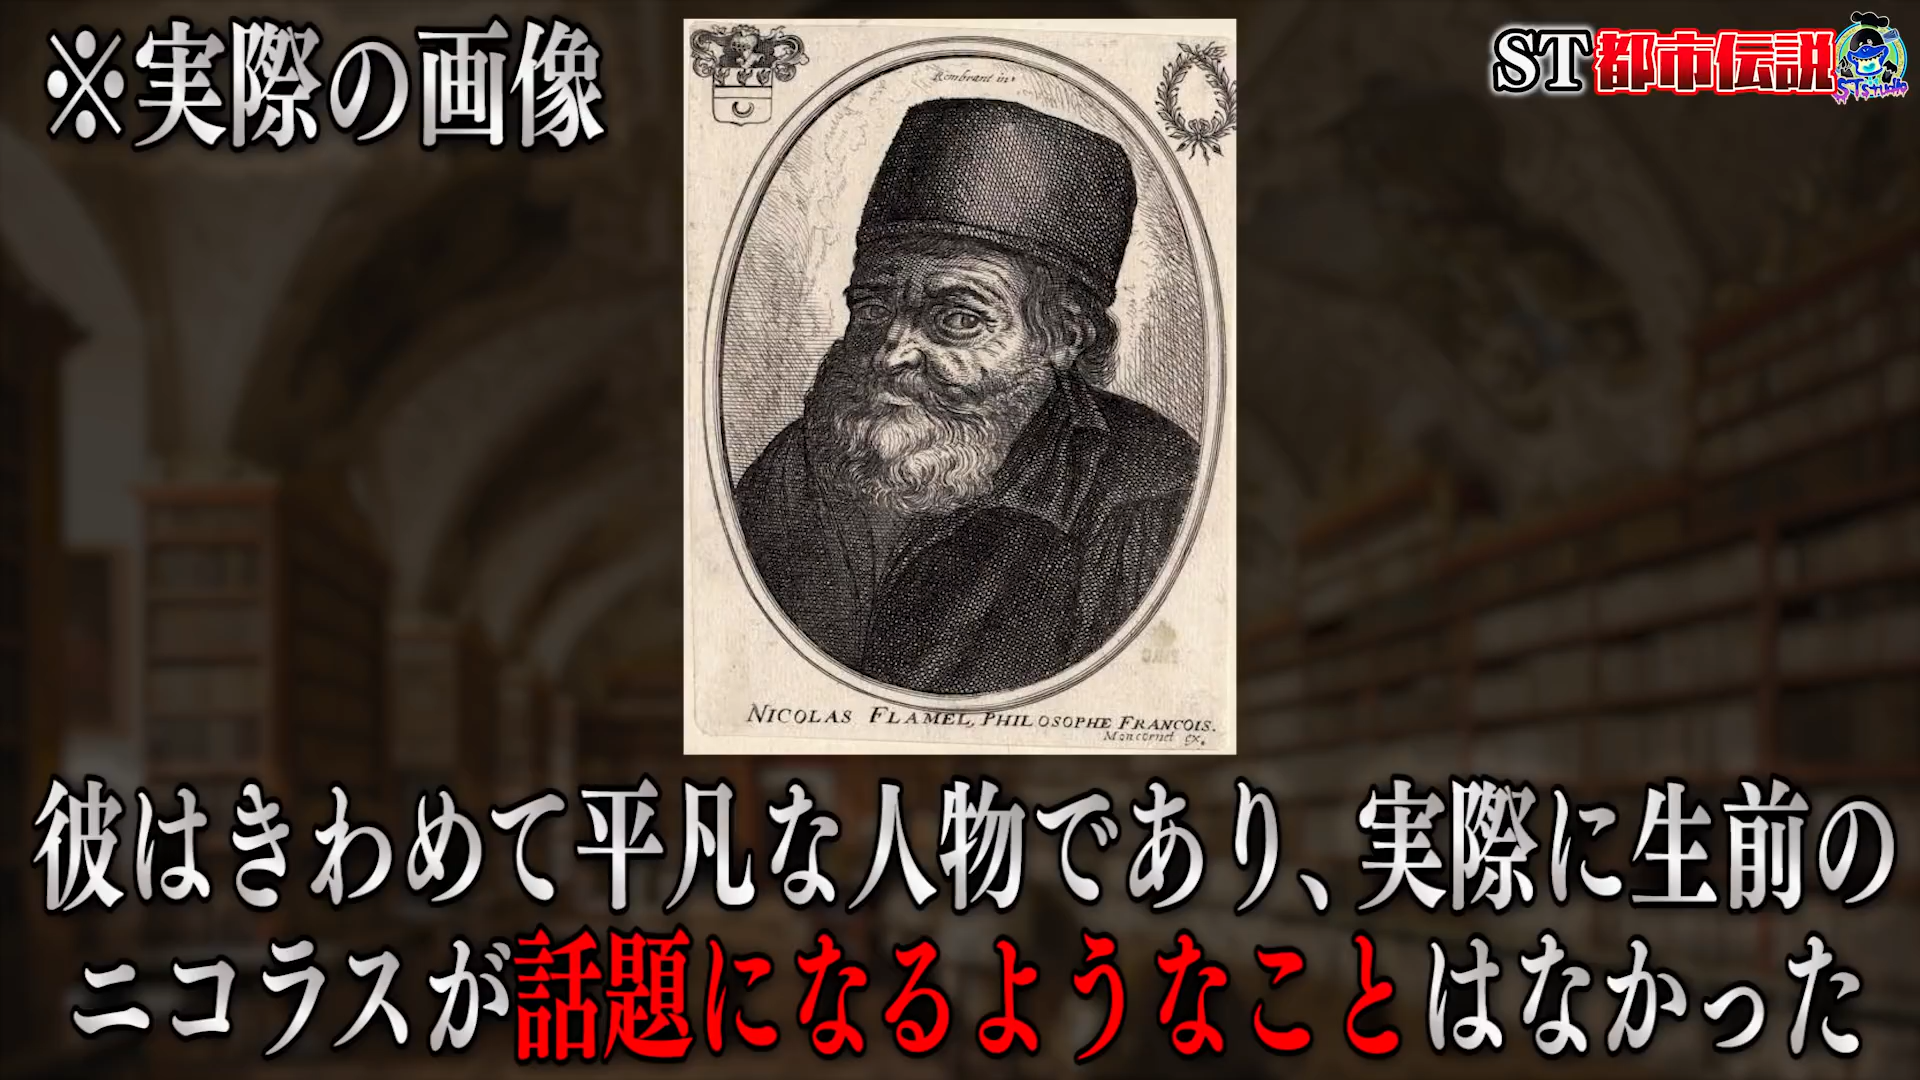 ※実際の画像
ST都市伝説
STstudio
Rembrant in
NICOLAS FLAMEL, PHILOSOPHE FRANCOIS.
Moncornet ex.
彼はきわめて平凡な人物であり、実際に生前の
ニコラスが話題になるようなことはなかった